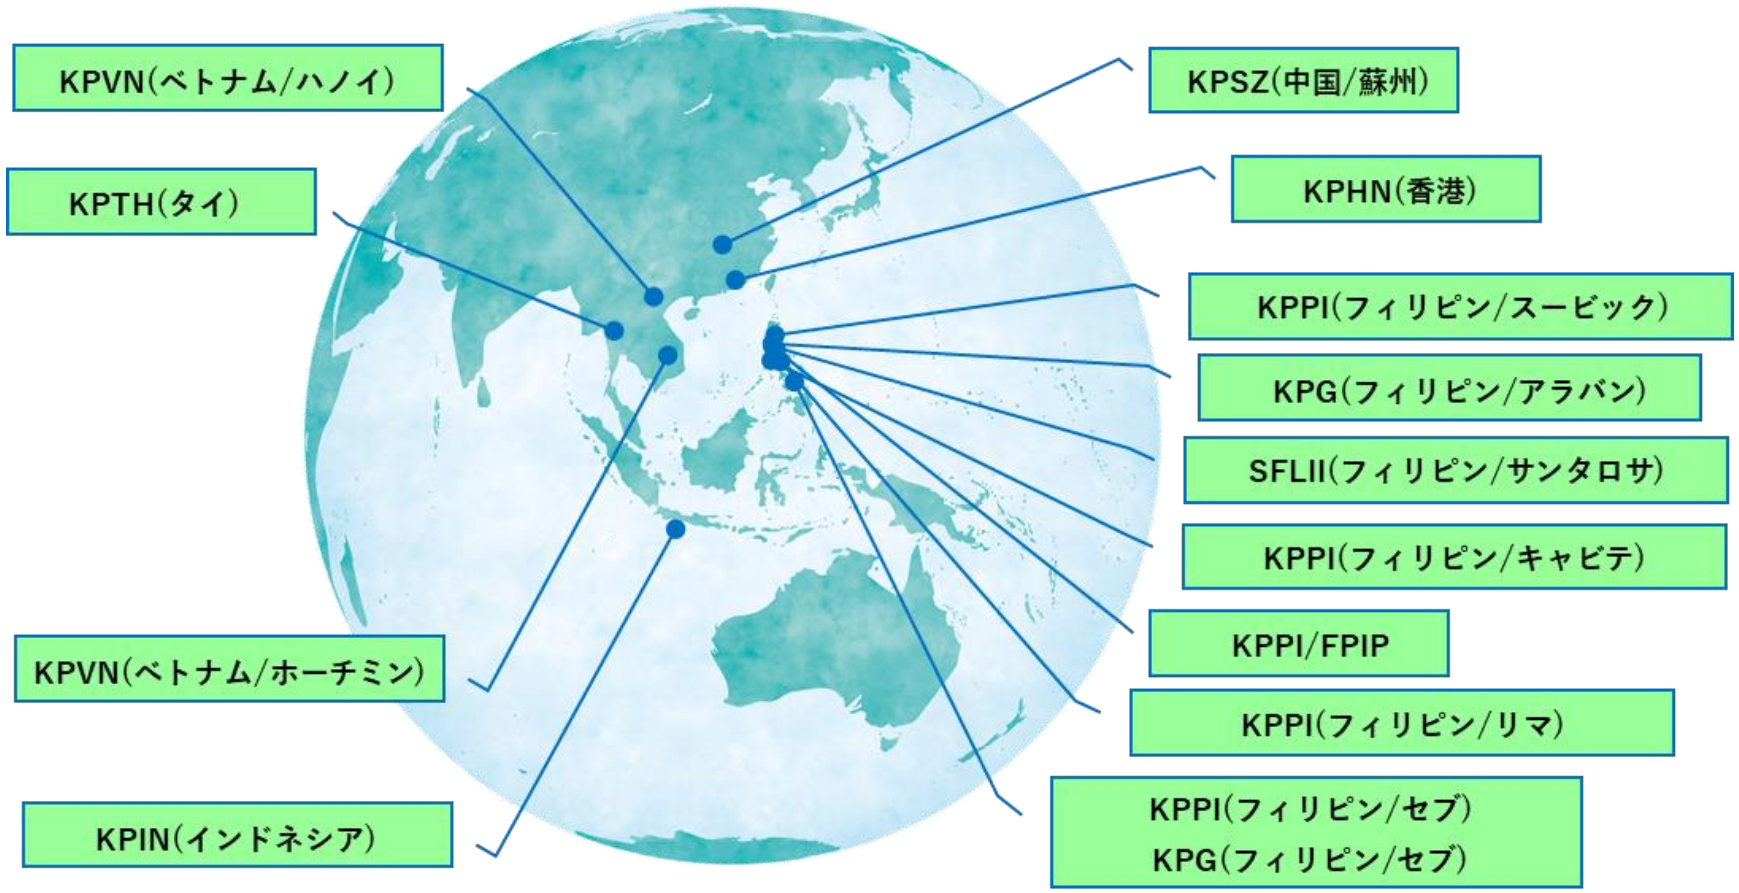 KPVN(ベトナム/ハノイ)
KPTH(タイ)
KPVN(ベトナム/ホーチミン)
KPIN(インドネシア)
KPSZ(中国/蘇州)
KPHN(香港)
KPPI(フィリピン/スービック)
KPG(フィリピン/アラバン)
SFLII(フィリピン/サンタロサ)
KPPI(フィリピン/キャビテ)
KPPI/FPIP
KPPI(フィリピン/リマ)
KPPI(フィリピン/セブ)
KPG(フィリピン/セブ)